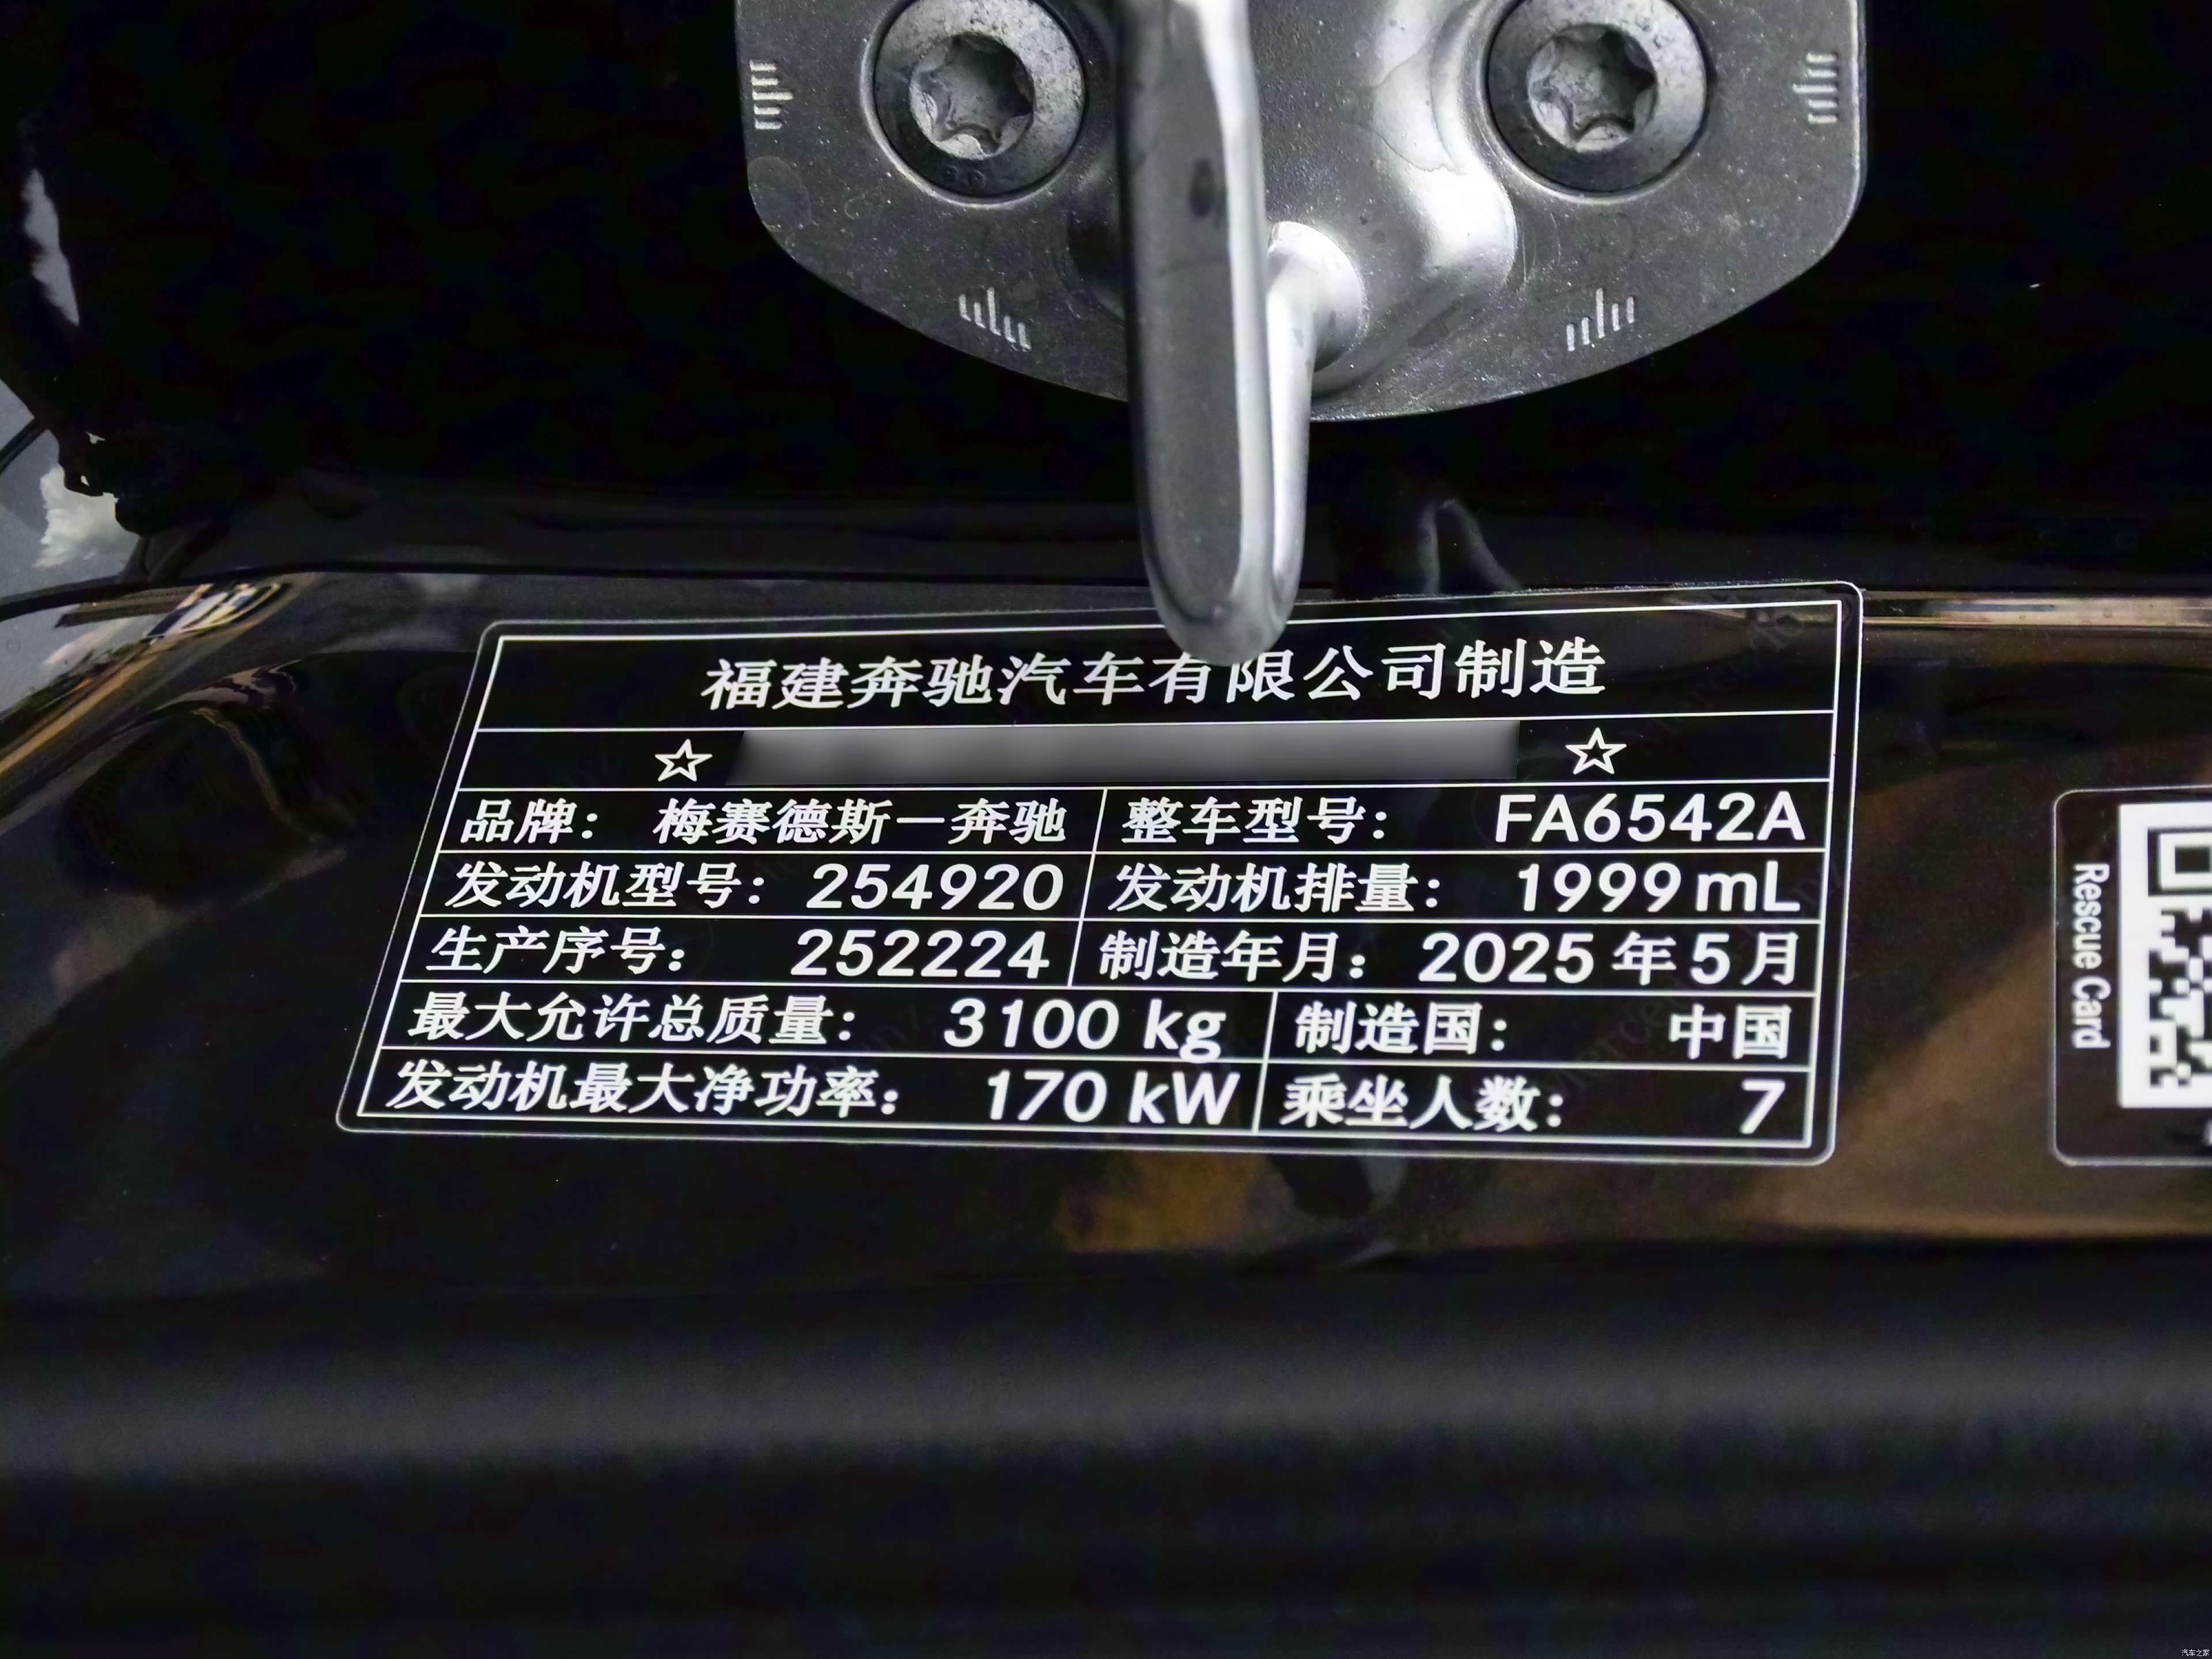 福建奔驰汽车有限公司制造
☆ ☆
品牌： 梅赛德斯－奔驰 整车型号： FA6542A
发动机型号： 254920 发动机排量： 1999 mL
生产序号： 252224 制造年月： 2025 年 5 月
最大允许总质量： 3100 kg 制造国： 中国
发动机最大净功率： 170 kW 乘坐人数： 7
Rescue Card
汽车之家